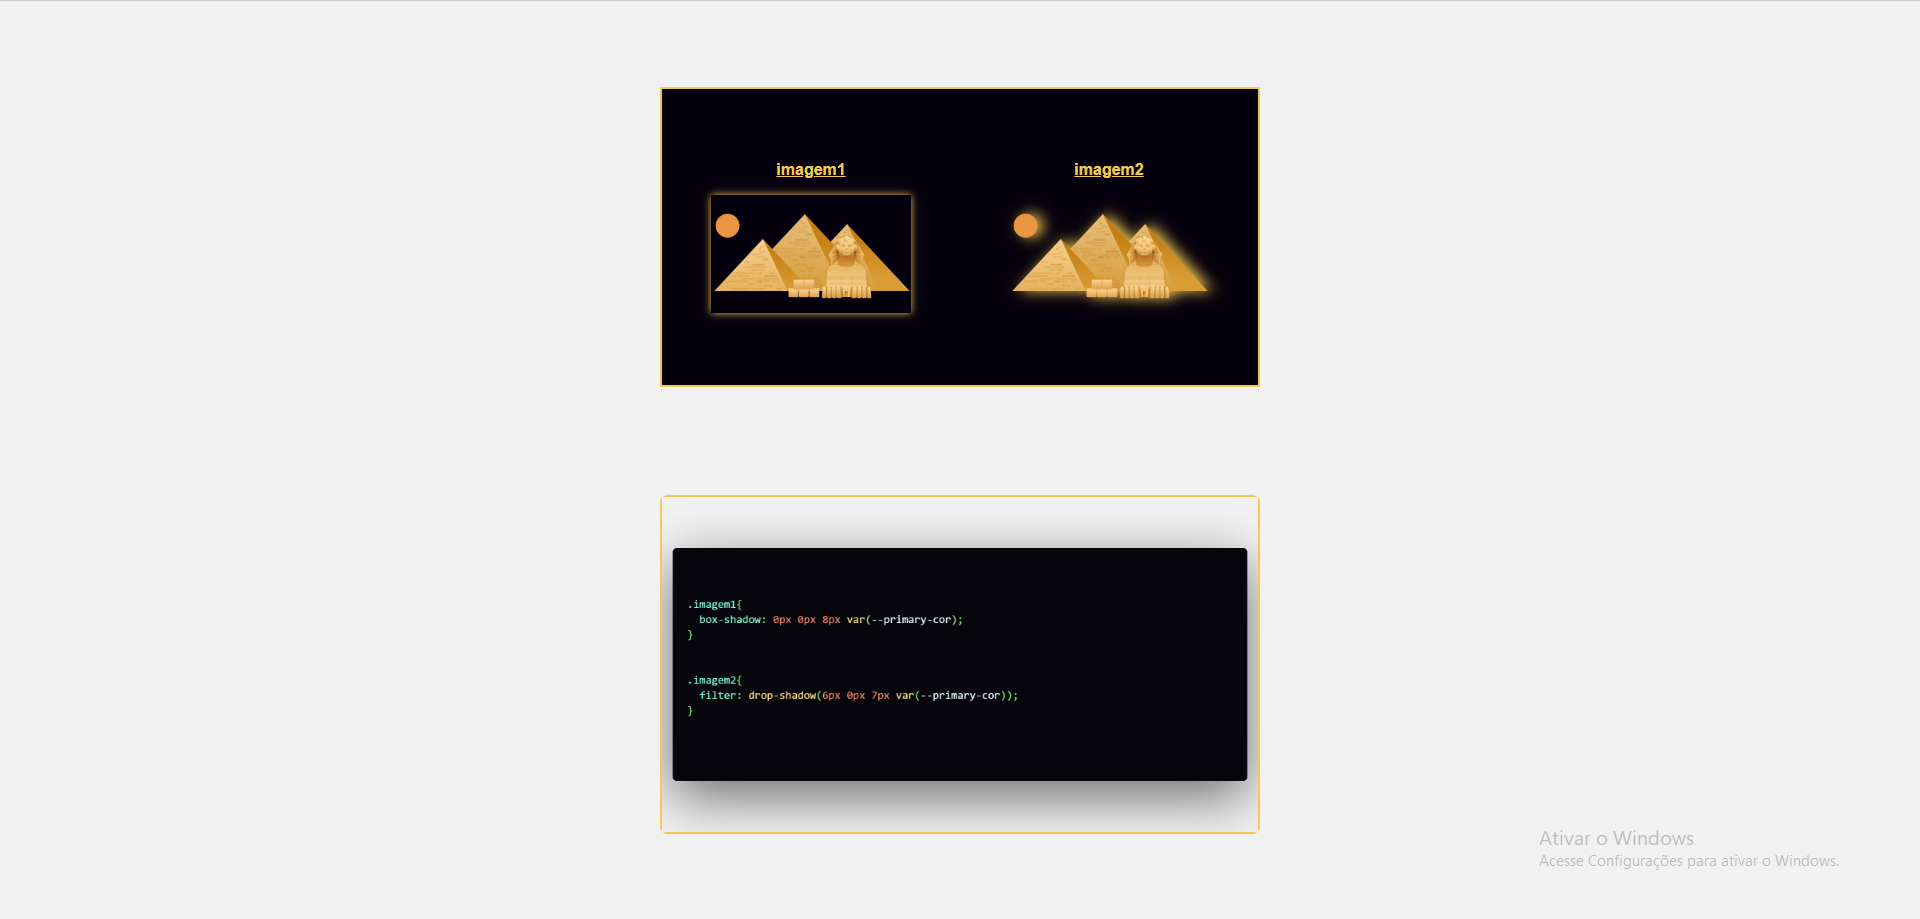 imagem1
imagem2
.imagem1{
box-shadow: 0px 0px 8px var(--primary-cor);
}
.imagem2{
filter: drop-shadow(6px 0px 7px var(--primary-cor));
}
Ativar o Windows
Acesse Configurações para ativar o Windows.